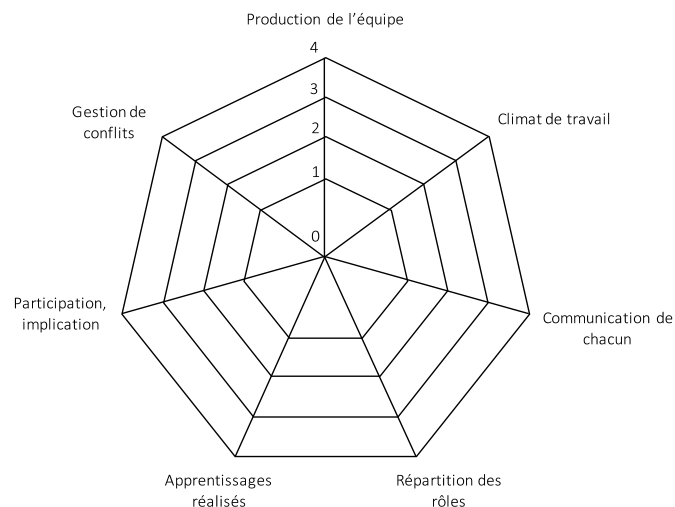 Production de l'équipe
4
3
2
1
0
Climat de travail
Communication de
chacun
Répartition des
rôles
Apprentissages
réalisés
Participation,
implication
Gestion de
conflits